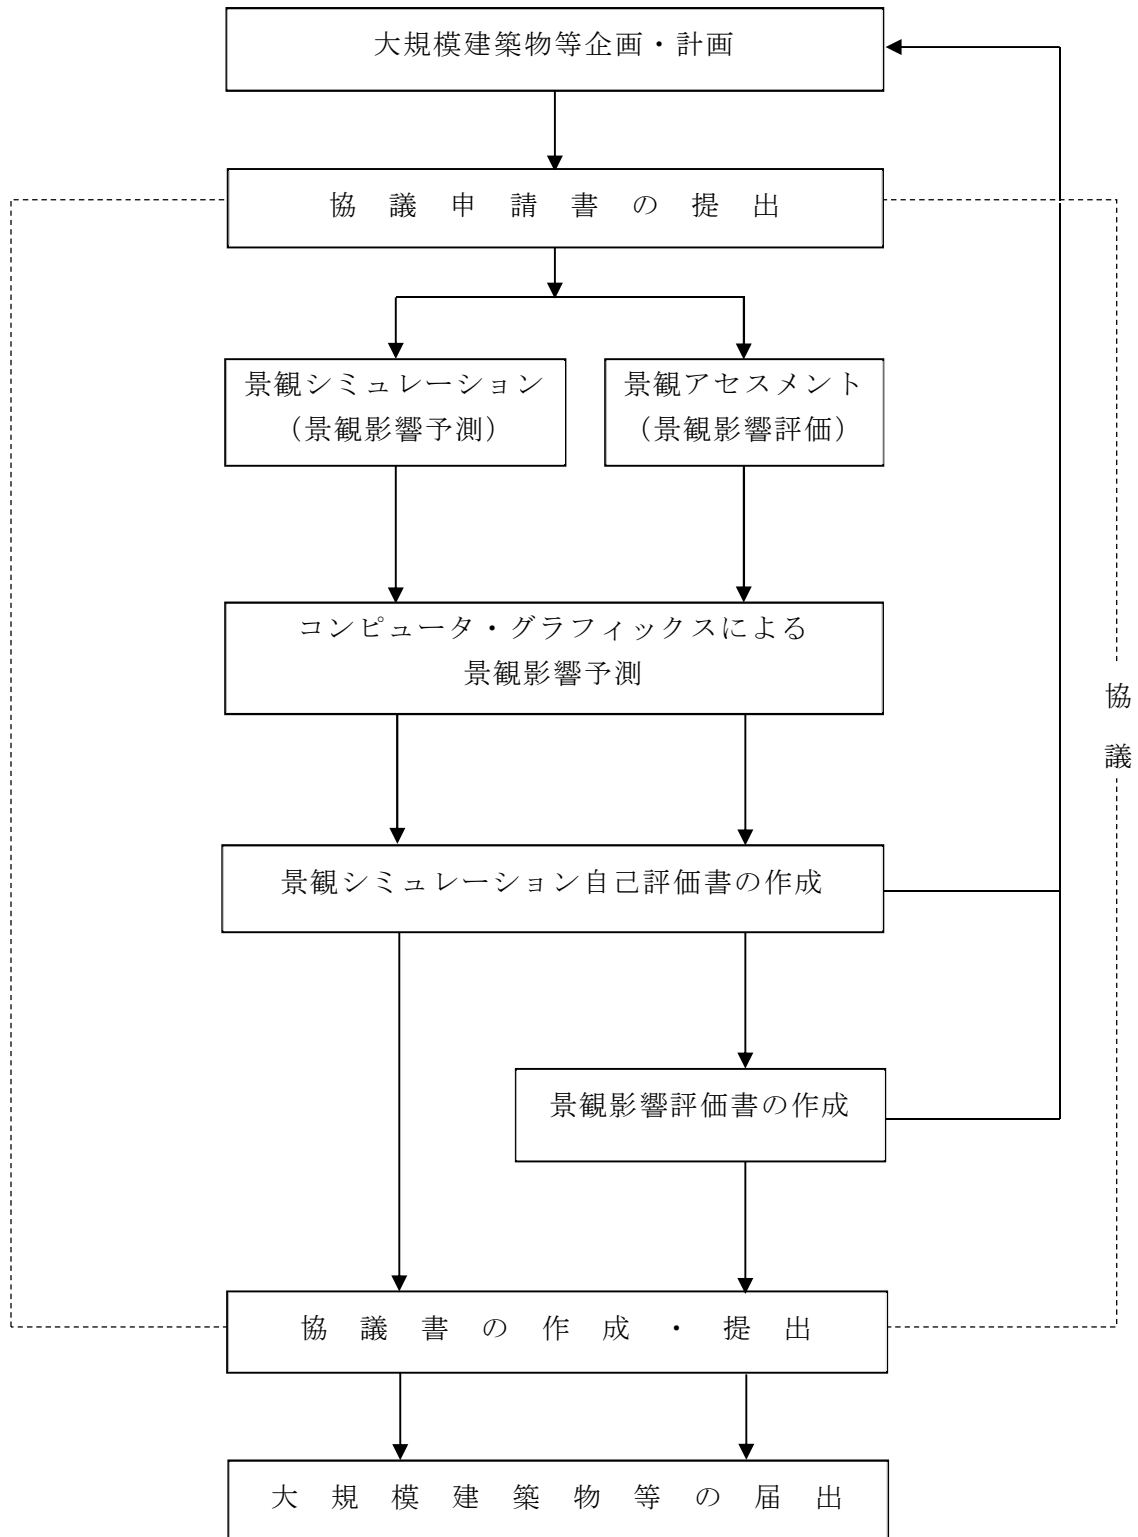 大規模建築物等企画・計画
協議申請書の提出
景観シミュレーション
（景観影響予測）
景観アセスメント
（景観影響評価）
コンピュータ・グラフィックスによる
景観影響予測
協
議
景観シミュレーション自己評価書の作成
景観影響評価書の作成
協議書の作成・提出
大規模建築物等の届出